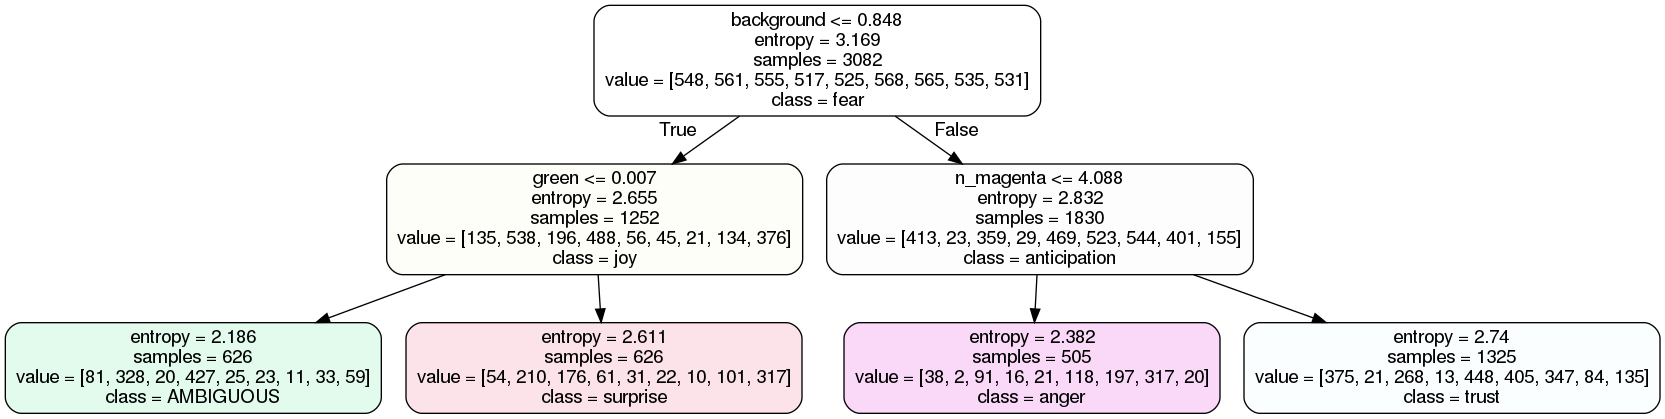 background <= 0.848
entropy = 3.169
samples = 3082
value = [548, 561, 555, 517, 525, 568, 565, 535, 531]
class = fear
True
False
green <= 0.007
entropy = 2.655
samples = 1252
value = [135, 538, 196, 488, 56, 45, 21, 134, 376]
class = joy
n_magenta <= 4.088
entropy = 2.832
samples = 1830
value = [413, 23, 359, 29, 469, 523, 544, 401, 155]
class = anticipation
entropy = 2.186
samples = 626
value = [81, 328, 20, 427, 25, 23, 11, 33, 59]
class = AMBIGUOUS
entropy = 2.611
samples = 626
value = [54, 210, 176, 61, 31, 22, 10, 101, 317]
class = surprise
entropy = 2.382
samples = 505
value = [38, 2, 91, 16, 21, 118, 197, 317, 20]
class = anger
entropy = 2.74
samples = 1325
value = [375, 21, 268, 13, 448, 405, 347, 84, 135]
class = trust